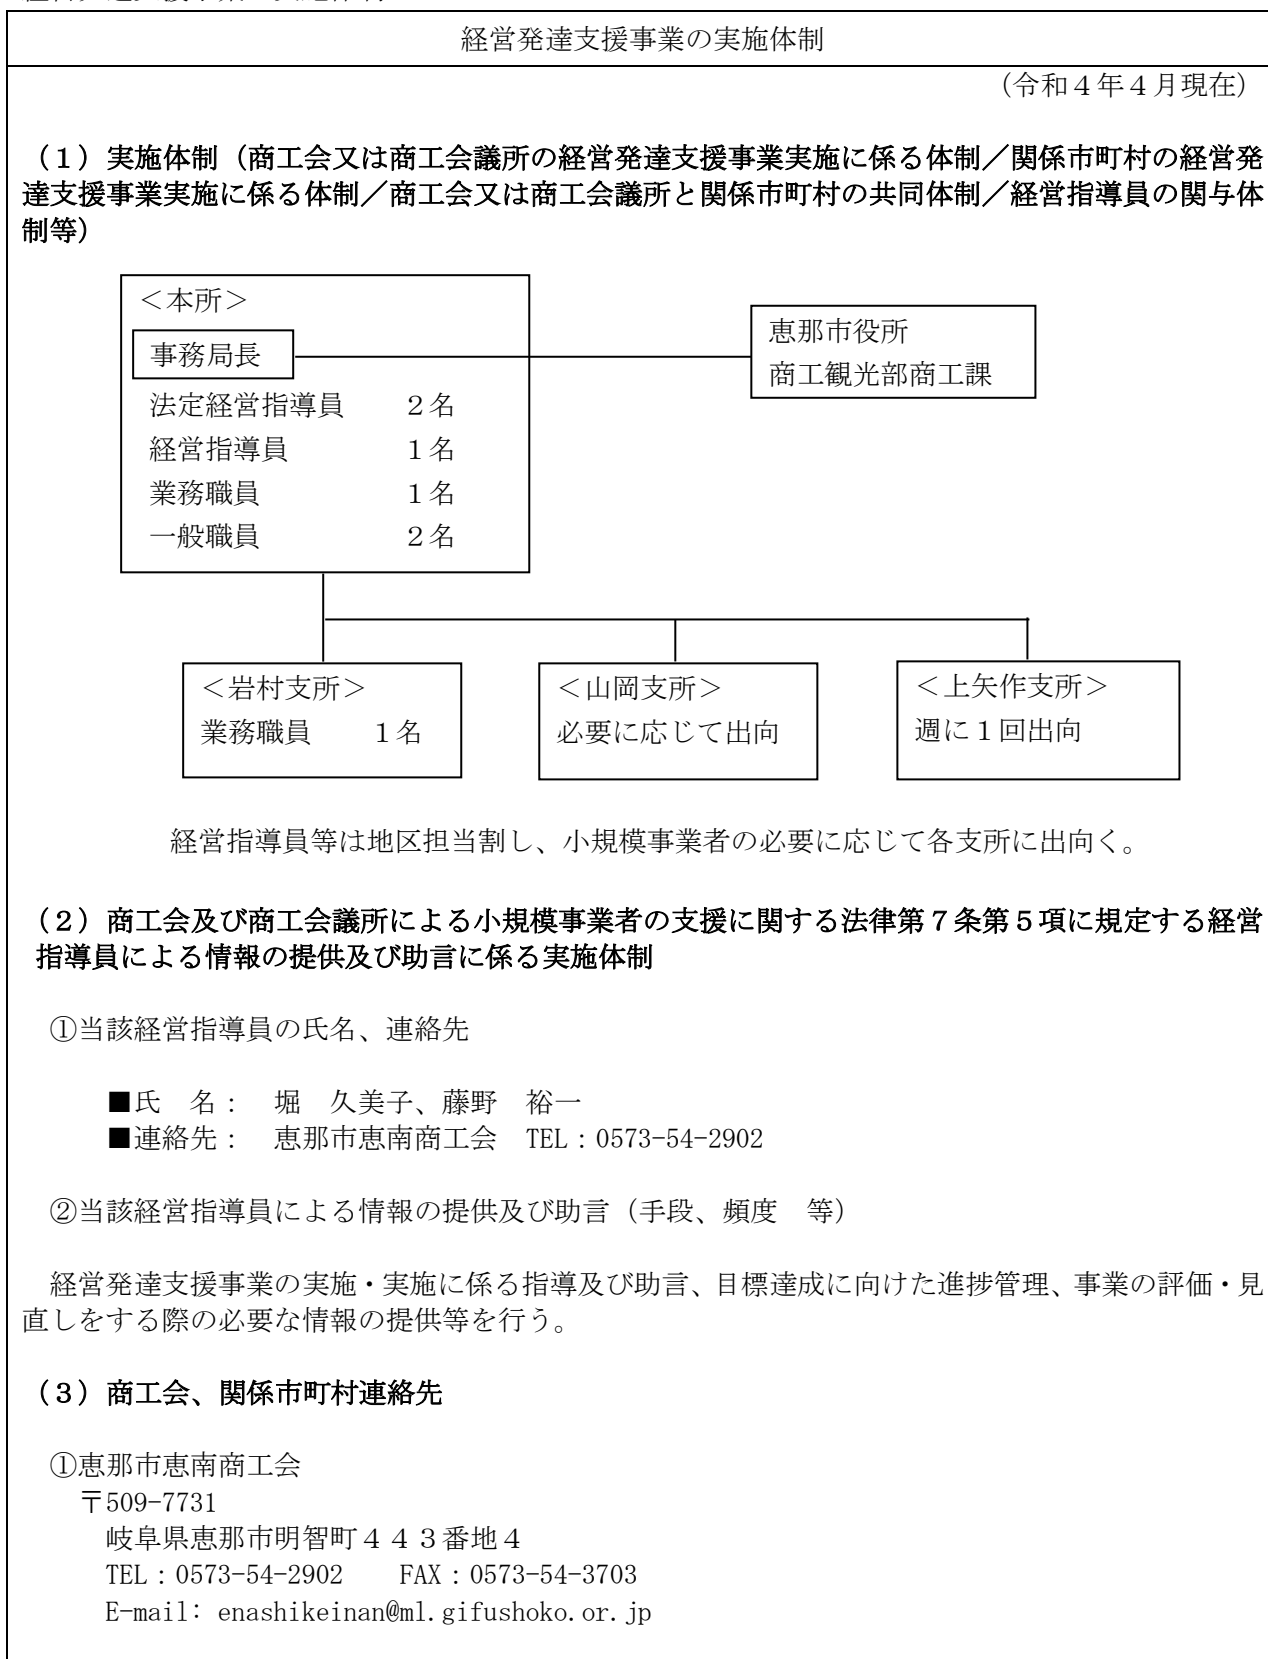 経営発達支援事業の実施体制
（令和４年４月現在）
（１）実施体制（商工会又は商工会議所の経営発達支援事業実施に係る体制／関係市町村の経営発
達支援事業実施に係る体制／商工会又は商工会議所と関係市町村の共同体制／経営指導員の関与体
制等）
＜本所＞
事務局長
法定経営指導員　　２名
経営指導員　　　　１名
業務職員　　　　　１名
一般職員　　　　　２名
恵那市役所
商工観光部商工課
＜岩村支所＞
業務職員　　１名
＜山岡支所＞
必要に応じて出向
＜上矢作支所＞
週に１回出向
経営指導員等は地区担当割し、小規模事業者の必要に応じて各支所に出向く。
（２）商工会及び商工会議所による小規模事業者の支援に関する法律第７条第５項に規定する経営
指導員による情報の提供及び助言に係る実施体制
①当該経営指導員の氏名、連絡先
■氏　名：　堀　久美子、藤野　裕一
■連絡先：　恵那市恵南商工会　TEL：0573-54-2902
②当該経営指導員による情報の提供及び助言（手段、頻度　等）
経営発達支援事業の実施・実施に係る指導及び助言、目標達成に向けた進捗管理、事業の評価・見
直しをする際の必要な情報の提供等を行う。
（３）商工会、関係市町村連絡先
①恵那市恵南商工会
〒509-7731
岐阜県恵那市明智町４４３番地４
TEL：0573-54-2902　　FAX：0573-54-3703
E-mail: enashikeinan@ml.gifushoko.or.jp